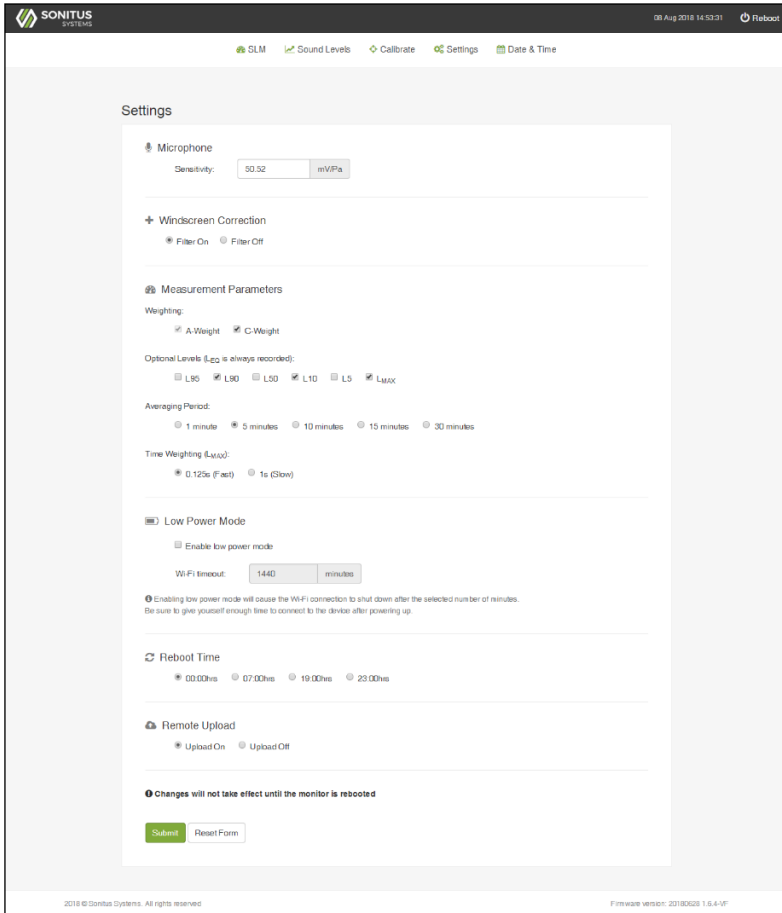 SONITUS
SYSTEMS
08 Aug 2018 14:53:31 Reboot
SLM Sound Levels Calibrate Settings Date & Time
Settings
Microphone
Sensitivity: 50.52 mV/Pa
Windscreen Correction
Filter On Filter Off
Measurement Parameters
Weighting:
A-Weight C-Weight
Optional Levels (LEQ is always recorded):
L95 L90 L50 L10 L5 LMAX
Averaging Period:
1 minute 5 minutes 10 minutes 15 minutes 30 minutes
Time Weighting (LMAX):
0.125s (Fast) 1s (Slow)
Low Power Mode
Enable low power mode
Wi-Fi timeout: 1440 minutes
Enabling low power mode will cause the Wi-Fi connection to shut down after the selected number of minutes.
Be sure to give yourself enough time to connect to the device after powering up.
Reboot Time
00:00hrs 07:00hrs 19:00hrs 23:00hrs
Remote Upload
Upload On Upload Off
Changes will not take effect until the monitor is rebooted
Submit Reset Form
2018 © Sonitus Systems. All rights reserved Firmware version: 20180628 1.6.4-VF